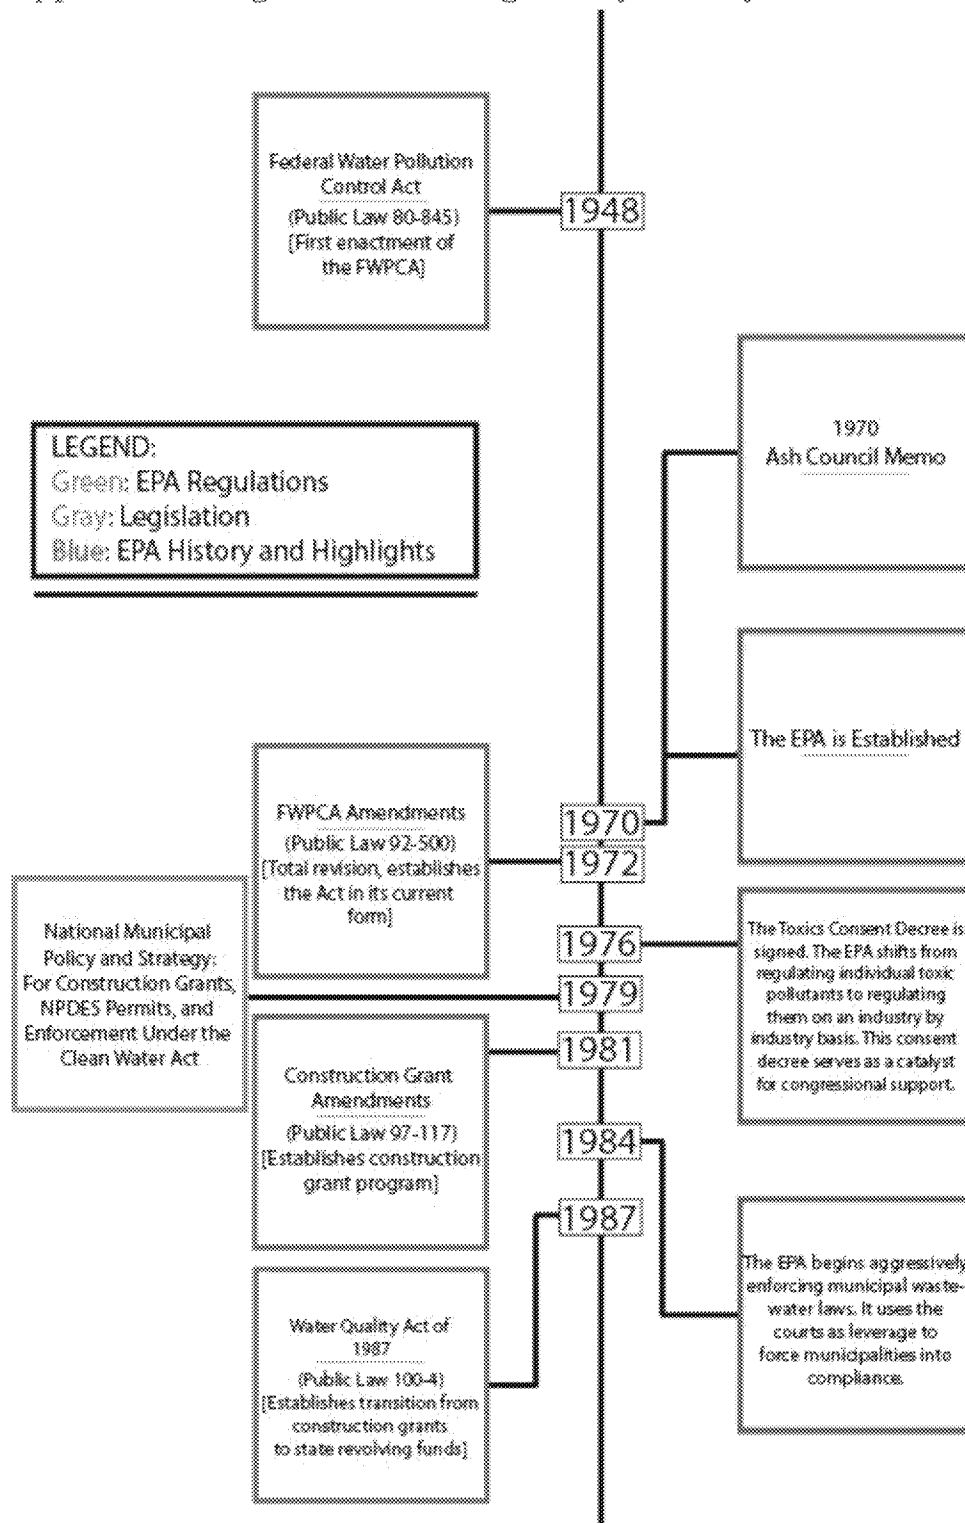 Federal Water Pollution
Control Act
(Public Law 80-845)
[First enactment of
the FWPCA]
1948
LEGEND:
Green: EPA Regulations
Gray: Legislation
Blue: EPA History and Highlights
1970
Ash Council Memo
The EPA is Established
1970
FWPCA Amendments
(Public Law 92-500)
[Total revision, establishes
the Act in its current
form]
1972
1976
The Toxics Consent Decree is
signed. The EPA shifts from
regulating individual toxic
pollutants to regulating
them on an industry by
industry basis. This consent
decree serves as a catalyst
for congressional support.
National Municipal
Policy and Strategy:
For Construction Grants,
NPDES Permits, and
Enforcement Under the
Clean Water Act
1979
1981
Construction Grant
Amendments
(Public Law 97-117)
[Establishes construction
grant program]
1984
The EPA begins aggressively
enforcing municipal waste-
water laws. It uses the
courts as leverage to
force municipalities into
compliance.
1987
Water Quality Act of
1987
(Public Law 100-4)
[Establishes transition from
construction grants
to state revolving funds]